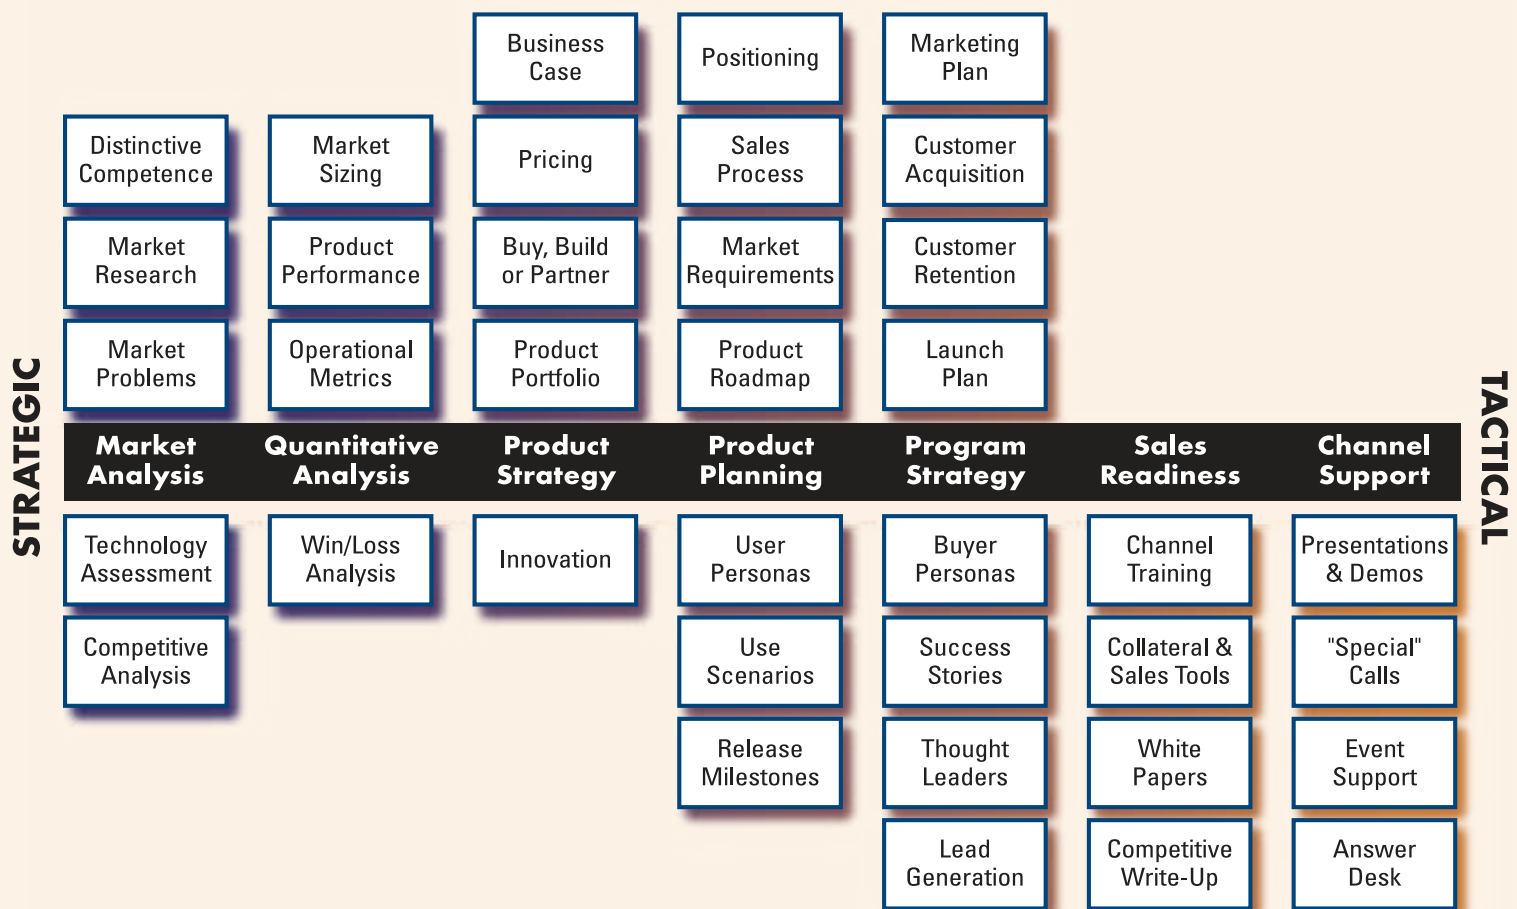 Business
Case
Positioning
Marketing
Plan
Distinctive
Competence
Market
Sizing
Pricing
Sales
Process
Customer
Acquisition
Market
Research
Product
Performance
Buy, Build
or Partner
Market
Requirements
Customer
Retention
Market
Problems
Operational
Metrics
Product
Portfolio
Product
Roadmap
Launch
Plan
STRATEGIC
Market
Analysis
Quantitative
Analysis
Product
Strategy
Product
Planning
Program
Strategy
Sales
Readiness
Channel
Support
TACTICAL
Technology
Assessment
Win/Loss
Analysis
Innovation
User
Personas
Buyer
Personas
Channel
Training
Presentations
& Demos
Competitive
Analysis
Use
Scenarios
Success
Stories
Collateral &
Sales Tools
"Special"
Calls
Release
Milestones
Thought
Leaders
White
Papers
Event
Support
Lead
Generation
Competitive
Write-Up
Answer
Desk